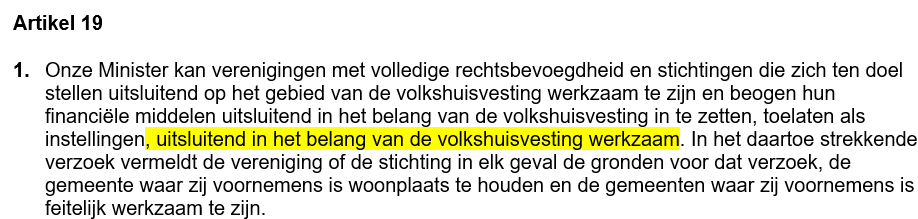 Artikel 19
1. Onze Minister kan verenigingen met volledige rechtsbevoegdheid en stichtingen die zich ten doel
stellen uitsluitend op het gebied van de volkshuisvesting werkzaam te zijn en beogen hun
financiële middelen uitsluitend in het belang van de volkshuisvesting in te zetten, toelaten als
instellingen, uitsluitend in het belang van de volkshuisvesting werkzaam. In het daartoe strekkende
verzoek vermeldt de vereniging of de stichting in elk geval de gronden voor dat verzoek, de
gemeente waar zij voornemens is woonplaats te houden en de gemeenten waar zij voornemens is
feitelijk werkzaam te zijn.